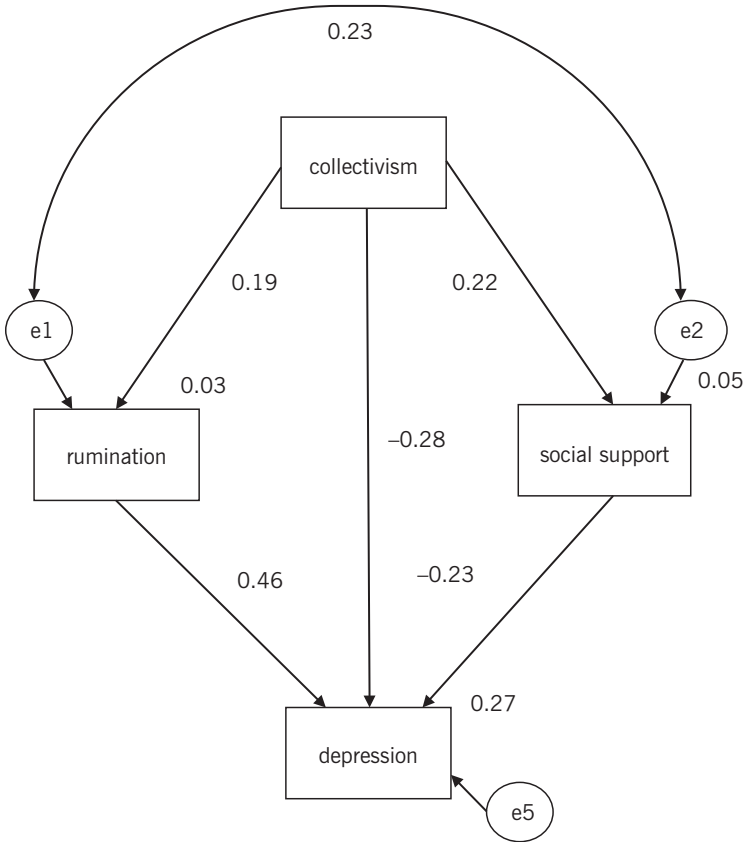 0.23
collectivism
0.19
0.22
e1
e2
0.03
0.05
rumination
social support
–0.28
0.46
–0.23
0.27
depression
e5